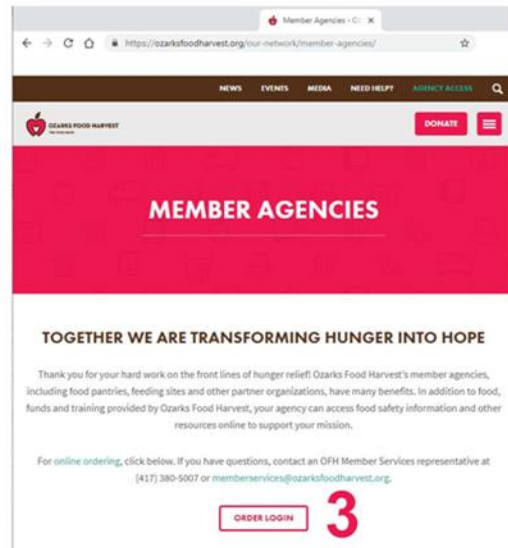 Member Agencies - Oz
https://ozarksfoodharvest.org/our-network/member-agencies/
NEWS EVENTS MEDIA NEED HELP? AGENCY ACCESS
OZARKS FOOD HARVEST
DONATE
MEMBER AGENCIES
TOGETHER WE ARE TRANSFORMING HUNGER INTO HOPE
Thank you for your hard work on the front lines of hunger relief! Ozarks Food Harvest's member agencies,
including food pantries, feeding sites and other partner organizations, have many benefits. In addition to food,
funds and training provided by Ozarks Food Harvest, your agency can access food safety information and other
resources online to support your mission.
For online ordering, click below. If you have questions, contact an OFH Member Services representative at
(417) 380-5007 or memberservices@ozarksfoodharvest.org.
ORDER LOGIN 3